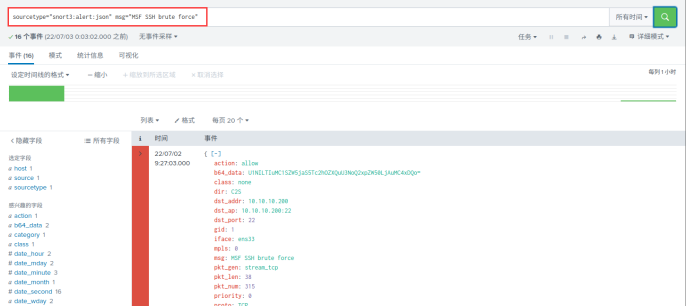 sourcetype="snort3:alert:json" msg="MSF SSH brute force"
所有时间
16 个事件 (22/07/03 0:03:02.000 之前)
无事件采样
任务
详细模式
事件 (16)
模式
统计信息
可视化
设定时间线的格式
缩小
缩放到所选区域
取消选择
每列 1 小时
列表
格式
每页 20 个
隐藏字段
所有字段
i
时间
事件
选定字段
a host 1
a source 1
a sourcetype 1
感兴趣的字段
a action 1
a b64_data 2
a category 1
a class 1
# date_hour 2
# date_mday 2
# date_minute 3
a date_month 1
# date_second 16
a date_wday 2
22/07/02
9:27:03.000
{ [-]
action: allow
class: none
dir: C2S
dst_addr: 10.10.10.200
dst_ap: 10.10.10.200:22
dst_port: 22
gid: 1
iface: ens33
mpls: 0
msg: MSF SSH brute force
pkt_gen: stream_tcp
pkt_len: 38
pkt_num: 315
priority: 0
proto: TCP